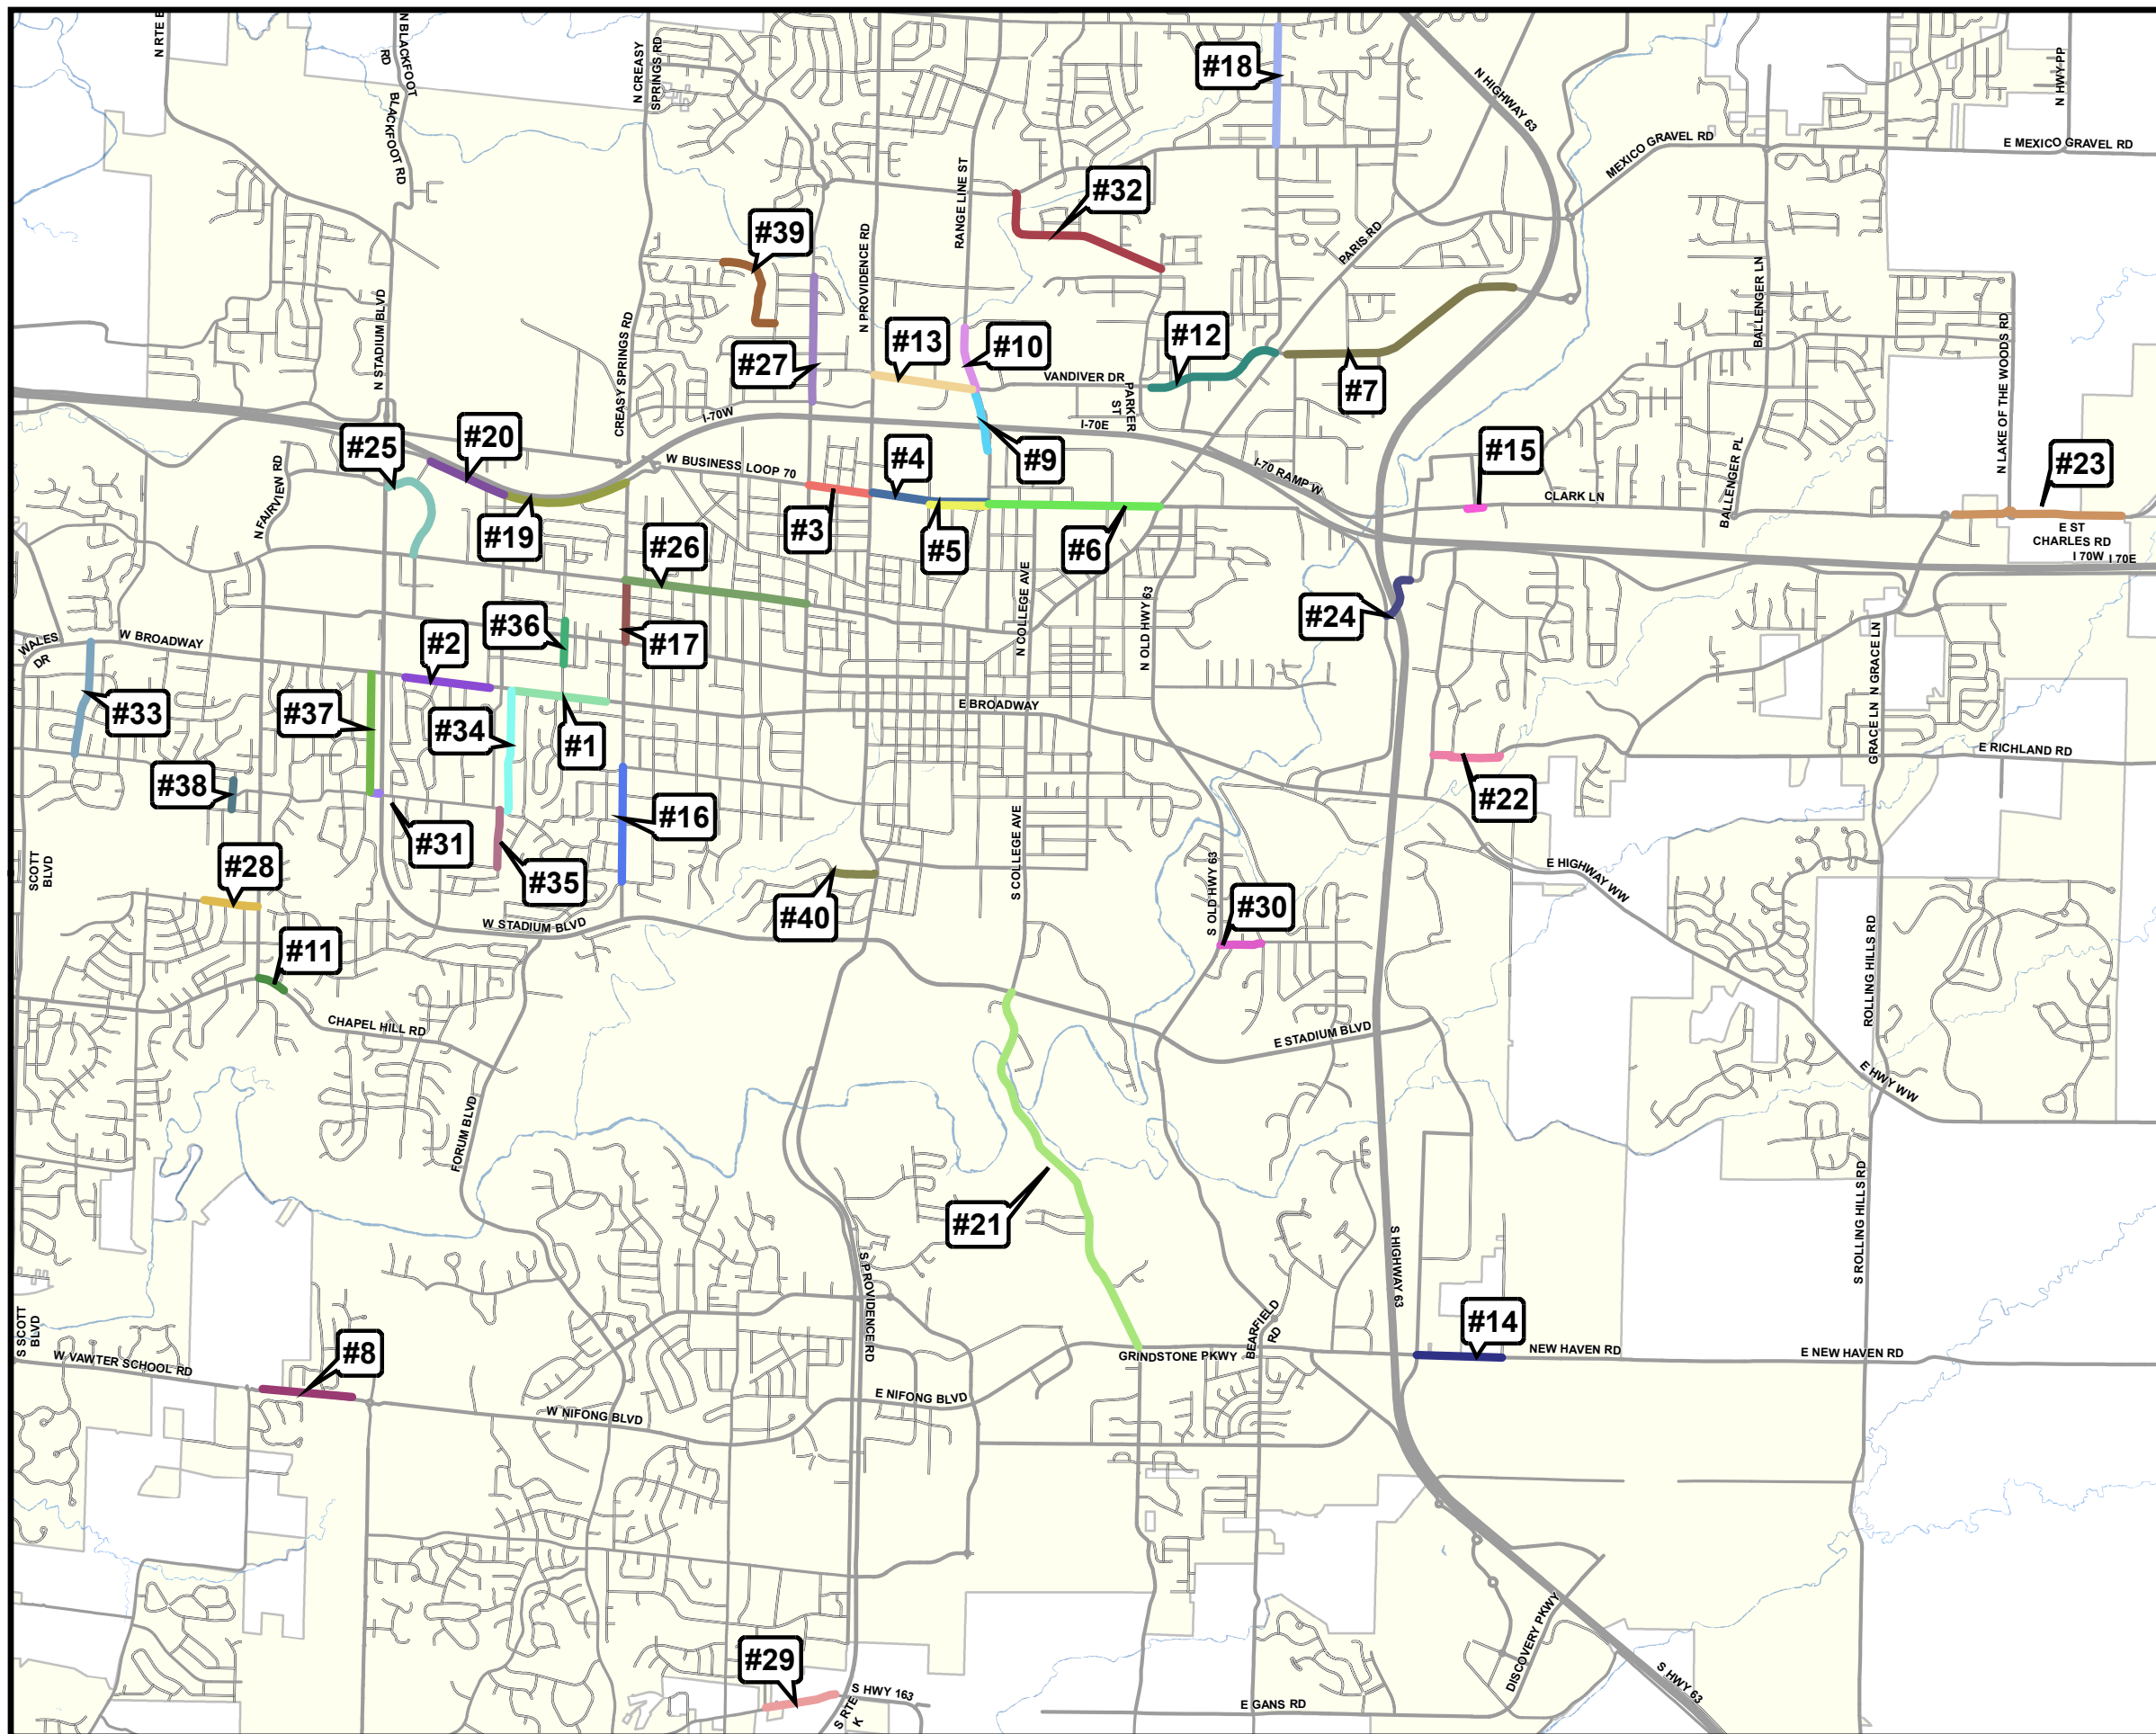 N RTE E
N BLACKFOOT
RD
BLACKFOOT RD
N CREASY
SPRINGS RD
#18
N HIGHWAY 63
N HWY PP
MEXICO GRAVEL RD
E MEXICO GRAVEL RD
RANGE LINE ST
#32
#39
N PROVIDENCE RD
PARIS RD
BALLENGER LN
N STADIUM BLVD
CREASY SPRINGS RD
N LAKE OF THE WOODS RD
#13
#10
#12
#27
VANDIVER DR
PARKER
ST
#7
I-70W
I-70E
#25
#20
#4
#9
#15
#23
W BUSINESS LOOP 70
I-70 RAMP W
CLARK LN
BALLENGER PL
N FAIRVIEW RD
#19
#3
#5
#6
E ST
CHARLES RD
I 70W
I 70E
#26
N COLLEGE AVE
N OLD HWY 63
#24
#36
#17
#2
WALES
DR
W BROADWAY
N GRACE LN
GRACE LN
#33
#37
#34
#1
E BROADWAY
E RICHLAND RD
#38
#22
#16
#31
SCOTT
BLVD
#28
#35
S COLLEGE AVE
S OLD HWY 63
E HIGHWAY WW
#40
#30
W STADIUM BLVD
#11
ROLLING HILLS RD
CHAPEL HILL RD
E STADIUM BLVD
E HWY WW
FORUM BLVD
#21
S ROLLING HILLS RD
S PROVIDENCE RD
S HIGHWAY 63
S SCOTT
BLVD
#14
BEARFIELD
RD
#8
W VAWTER SCHOOL RD
GRINDSTONE PKWY
NEW HAVEN RD
E NEW HAVEN RD
E NIFONG BLVD
W NIFONG BLVD
DISCOVERY PKWY
#29
S HWY 163
S RTE
K
E GANS RD
S HWY 63